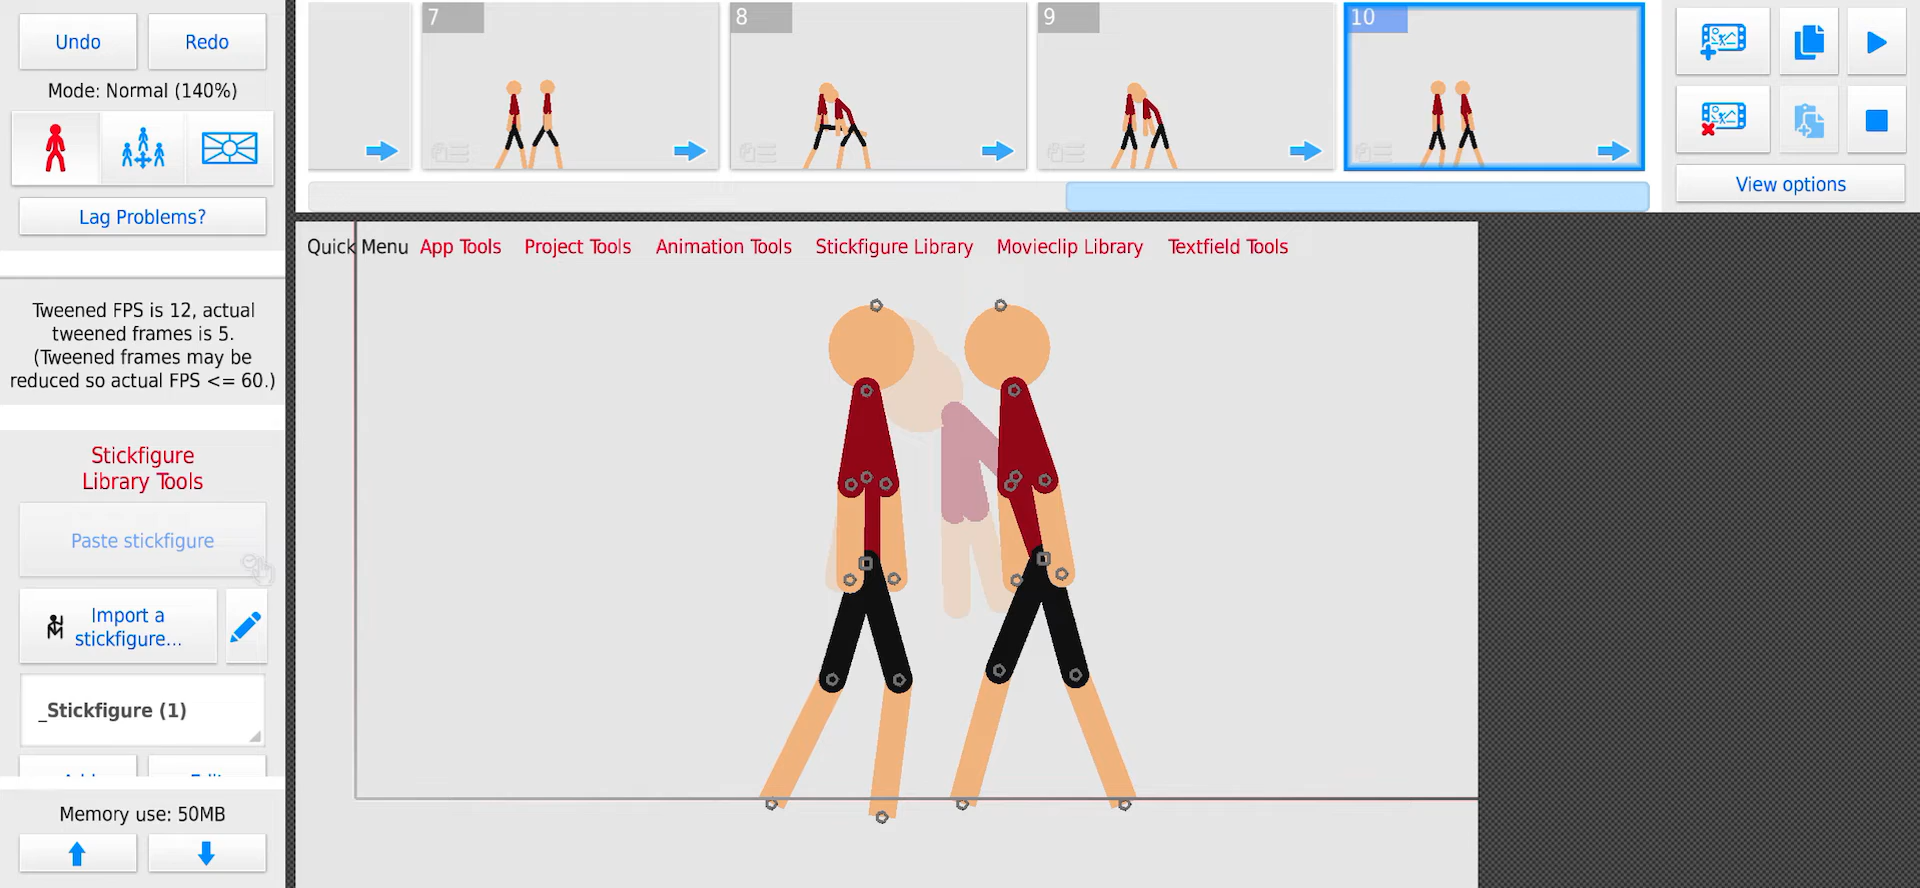 Undo
Redo
Mode: Normal (140%)
Lag Problems?
Tweened FPS is 12, actual
tweened frames is 5.
(Tweened frames may be
reduced so actual FPS <= 60.)
Stickfigure
Library Tools
Paste stickfigure
Import a
stickfigure...
_Stickfigure (1)
Memory use: 50MB
7
8
9
10
View options
Quick Menu
App Tools
Project Tools
Animation Tools
Stickfigure Library
Movieclip Library
Textfield Tools